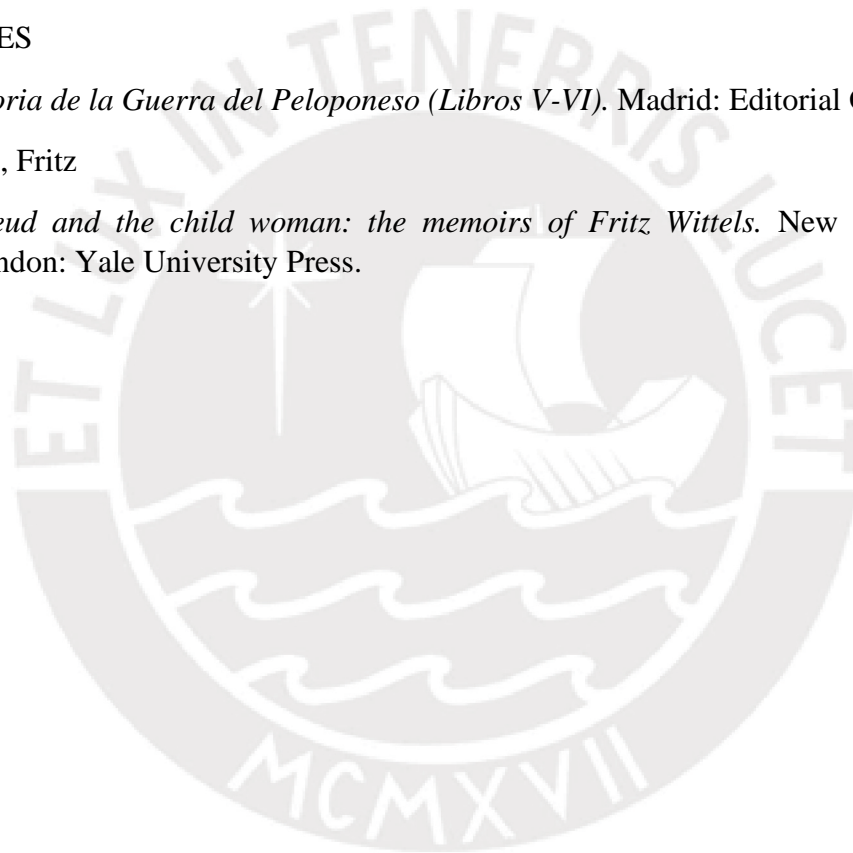 ES
oria de la Guerra del Peloponeso (Libros V-VI). Madrid: Editorial
, Fritz
eud and the child woman: the memoirs of Fritz Wittels. New
ndon: Yale University Press.
ET LUX IN TENEBRIS LUCET
MCMXVII